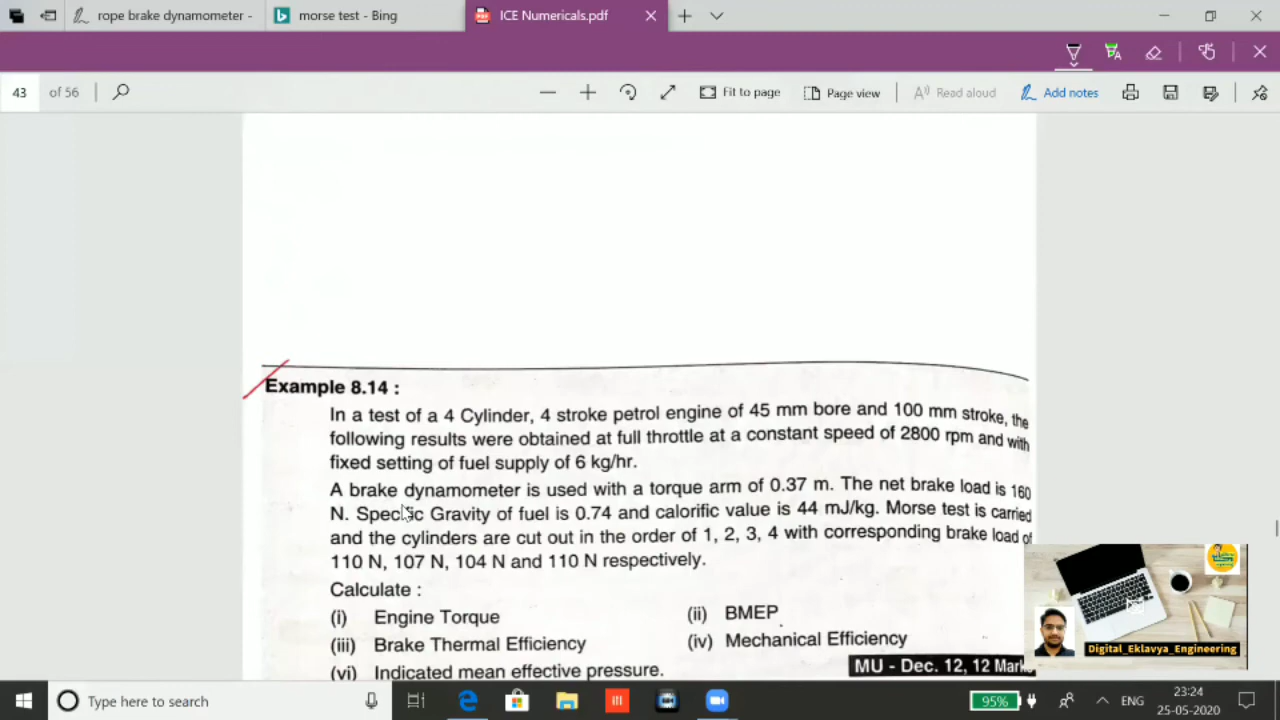 rope brake dynamometer -
morse test - Bing
ICE Numericals.pdf
43 of 56
Fit to page
Page view
Read aloud
Add notes
Example 8.14 :
In a test of a 4 Cylinder, 4 stroke petrol engine of 45 mm bore and 100 mm stroke, the
following results were obtained at full throttle at a constant speed of 2800 rpm and with
fixed setting of fuel supply of 6 kg/hr.
A brake dynamometer is used with a torque arm of 0.37 m. The net brake load is 160
N. Specific Gravity of fuel is 0.74 and calorific value is 44 mJ/kg. Morse test is carried
and the cylinders are cut out in the order of 1, 2, 3, 4 with corresponding brake load of
110 N, 107 N, 104 N and 110 N respectively.
Calculate :
(i) Engine Torque
(ii) BMEP
(iii) Brake Thermal Efficiency
(iv) Mechanical Efficiency
(vi) Indicated mean effective pressure.
MU - Dec. 12, 12 Mark
Digital_Eklavya_Engineering
Type here to search
95%
ENG
23:24
25-05-2020